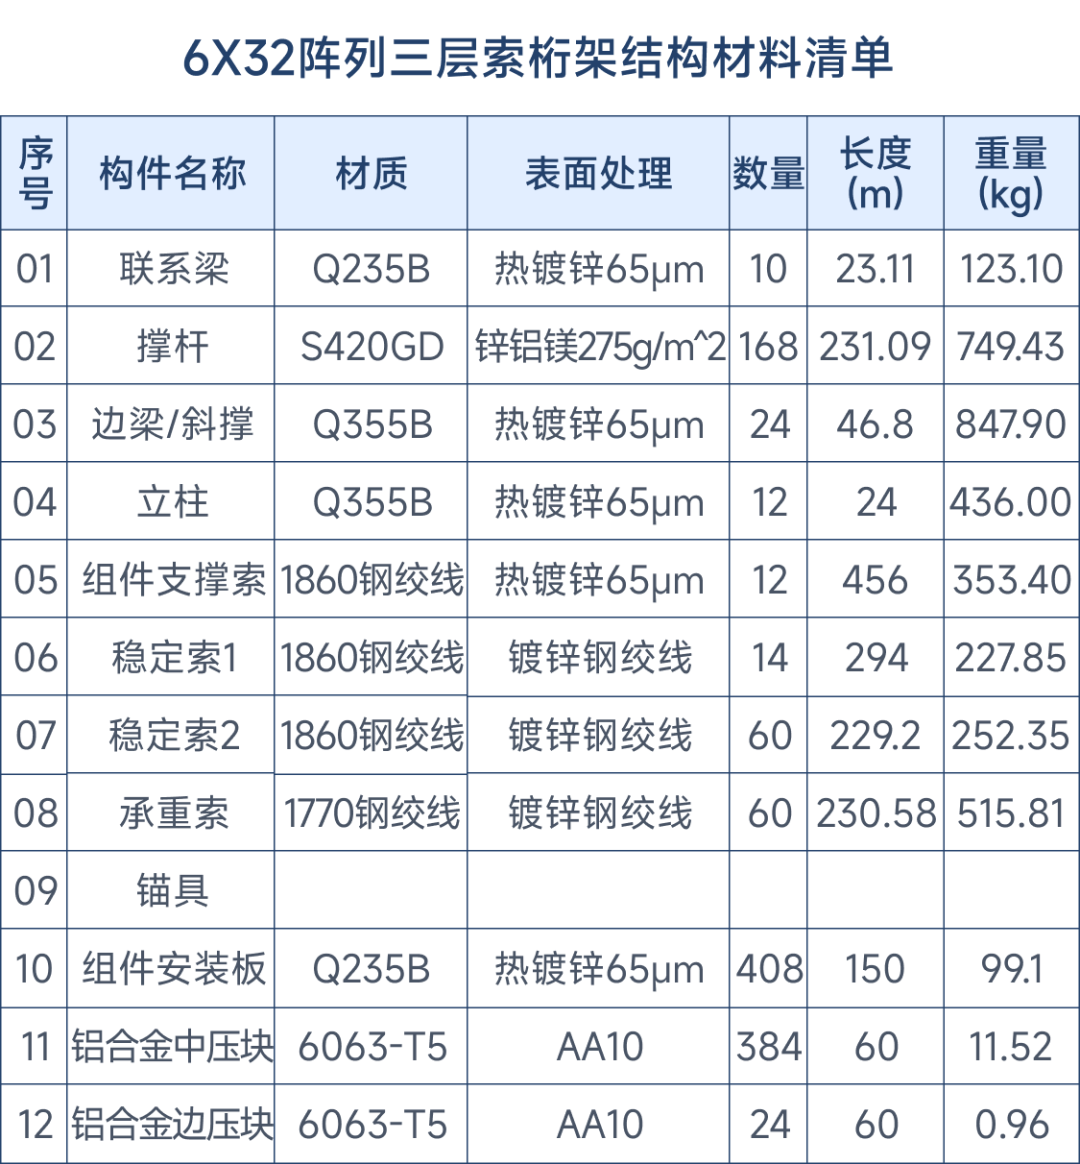 6X32阵列三层索桁架结构材料清单
序号 构件名称 材质 表面处理 数量 长度(m) 重量(kg)
01 联系梁 Q235B 热镀锌65μm 10 23.11 123.10
02 撑杆 S420GD 锌铝镁275g/m^2 168 231.09 749.43
03 边梁/斜撑 Q355B 热镀锌65μm 24 46.8 847.90
04 立柱 Q355B 热镀锌65μm 12 24 436.00
05 组件支撑索 1860钢绞线 热镀锌65μm 12 456 353.40
06 稳定索1 1860钢绞线 镀锌钢绞线 14 294 227.85
07 稳定索2 1860钢绞线 镀锌钢绞线 60 229.2 252.35
08 承重索 1770钢绞线 镀锌钢绞线 60 230.58 515.81
09 锚具
10 组件安装板 Q235B 热镀锌65μm 408 150 99.1
11 铝合金中压块 6063-T5 AA10 384 60 11.52
12 铝合金边压块 6063-T5 AA10 24 60 0.96